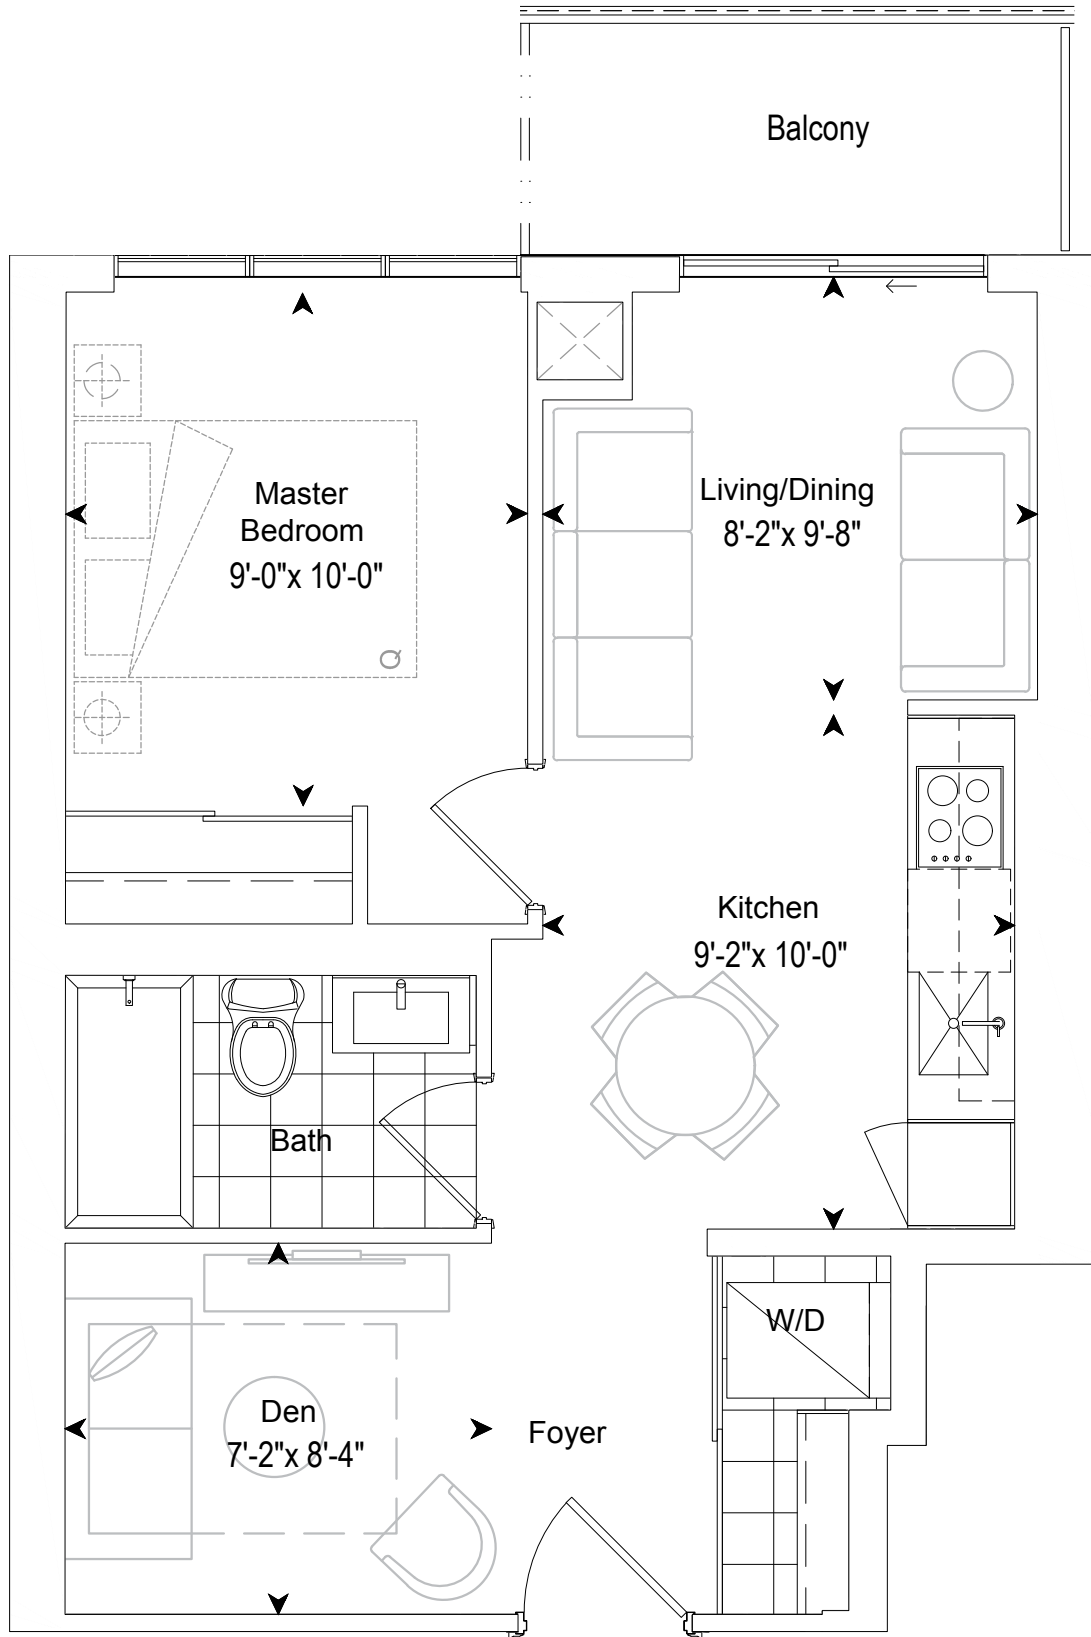 Balcony
Master
Bedroom
9'-0"x 10'-0"
Living/Dining
8'-2"x 9'-8"
Q
Kitchen
9'-2"x 10'-0"
Bath
W/D
Den
7'-2"x 8'-4"
Foyer